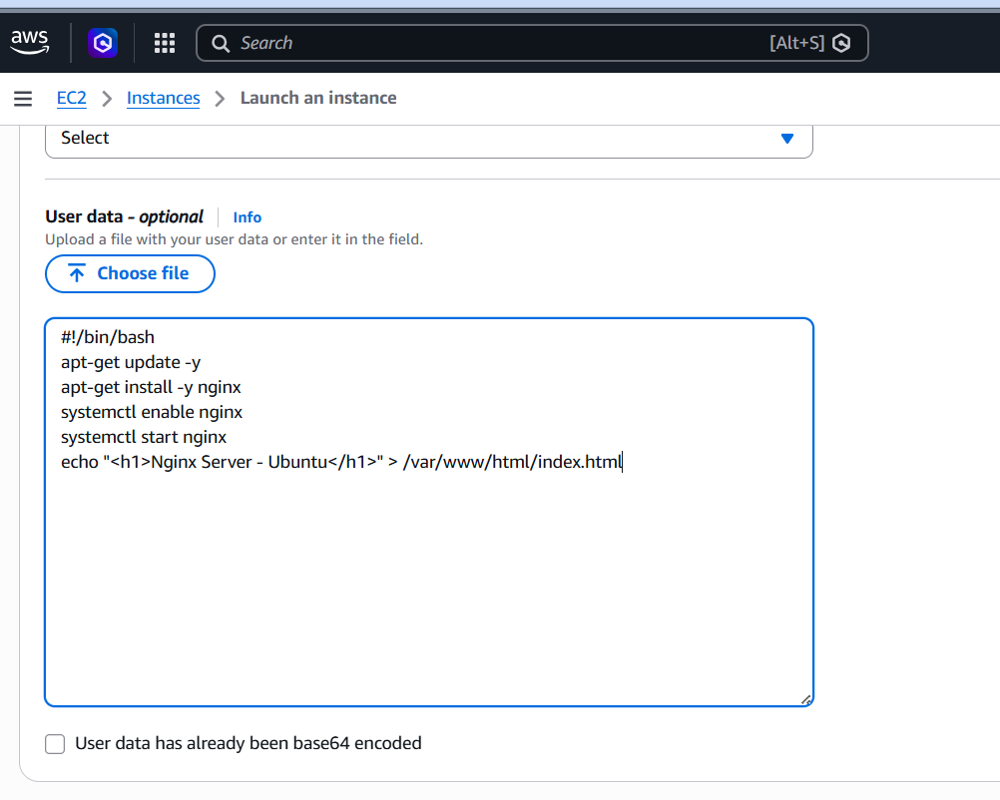 aws
Search [Alt+S]
EC2 Instances Launch an instance
Select
User data - optional Info
Upload a file with your user data or enter it in the field.
Choose file
#!/bin/bash
apt-get update -y
apt-get install -y nginx
systemctl enable nginx
systemctl start nginx
echo "<h1>Nginx Server - Ubuntu</h1>" > /var/www/html/index.html
User data has already been base64 encoded